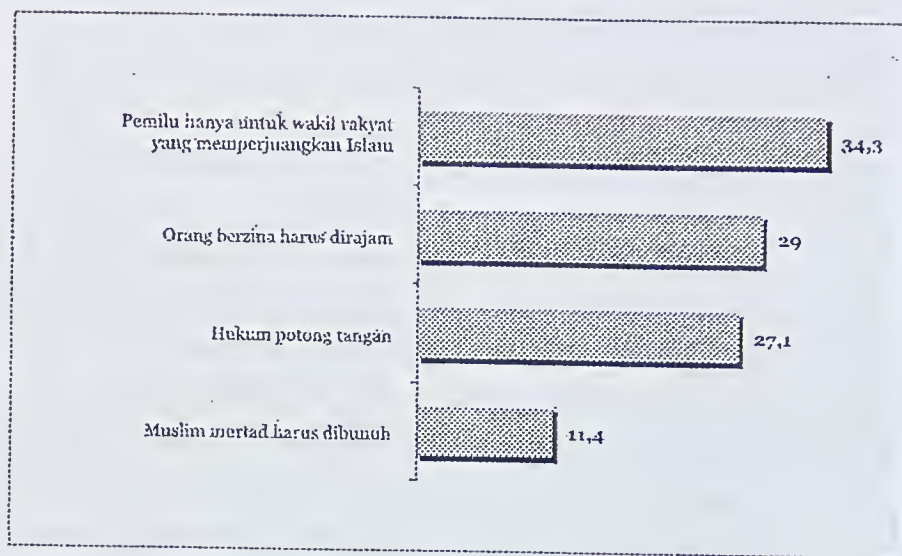 Pemilu hanya untuk wakil rakyat
yang memperjuangkan Islam
34,3
Orang berzina harus dirajam
29
Hukum potong tangan
27,1
Muslim murtad harus dibunuh
11,4